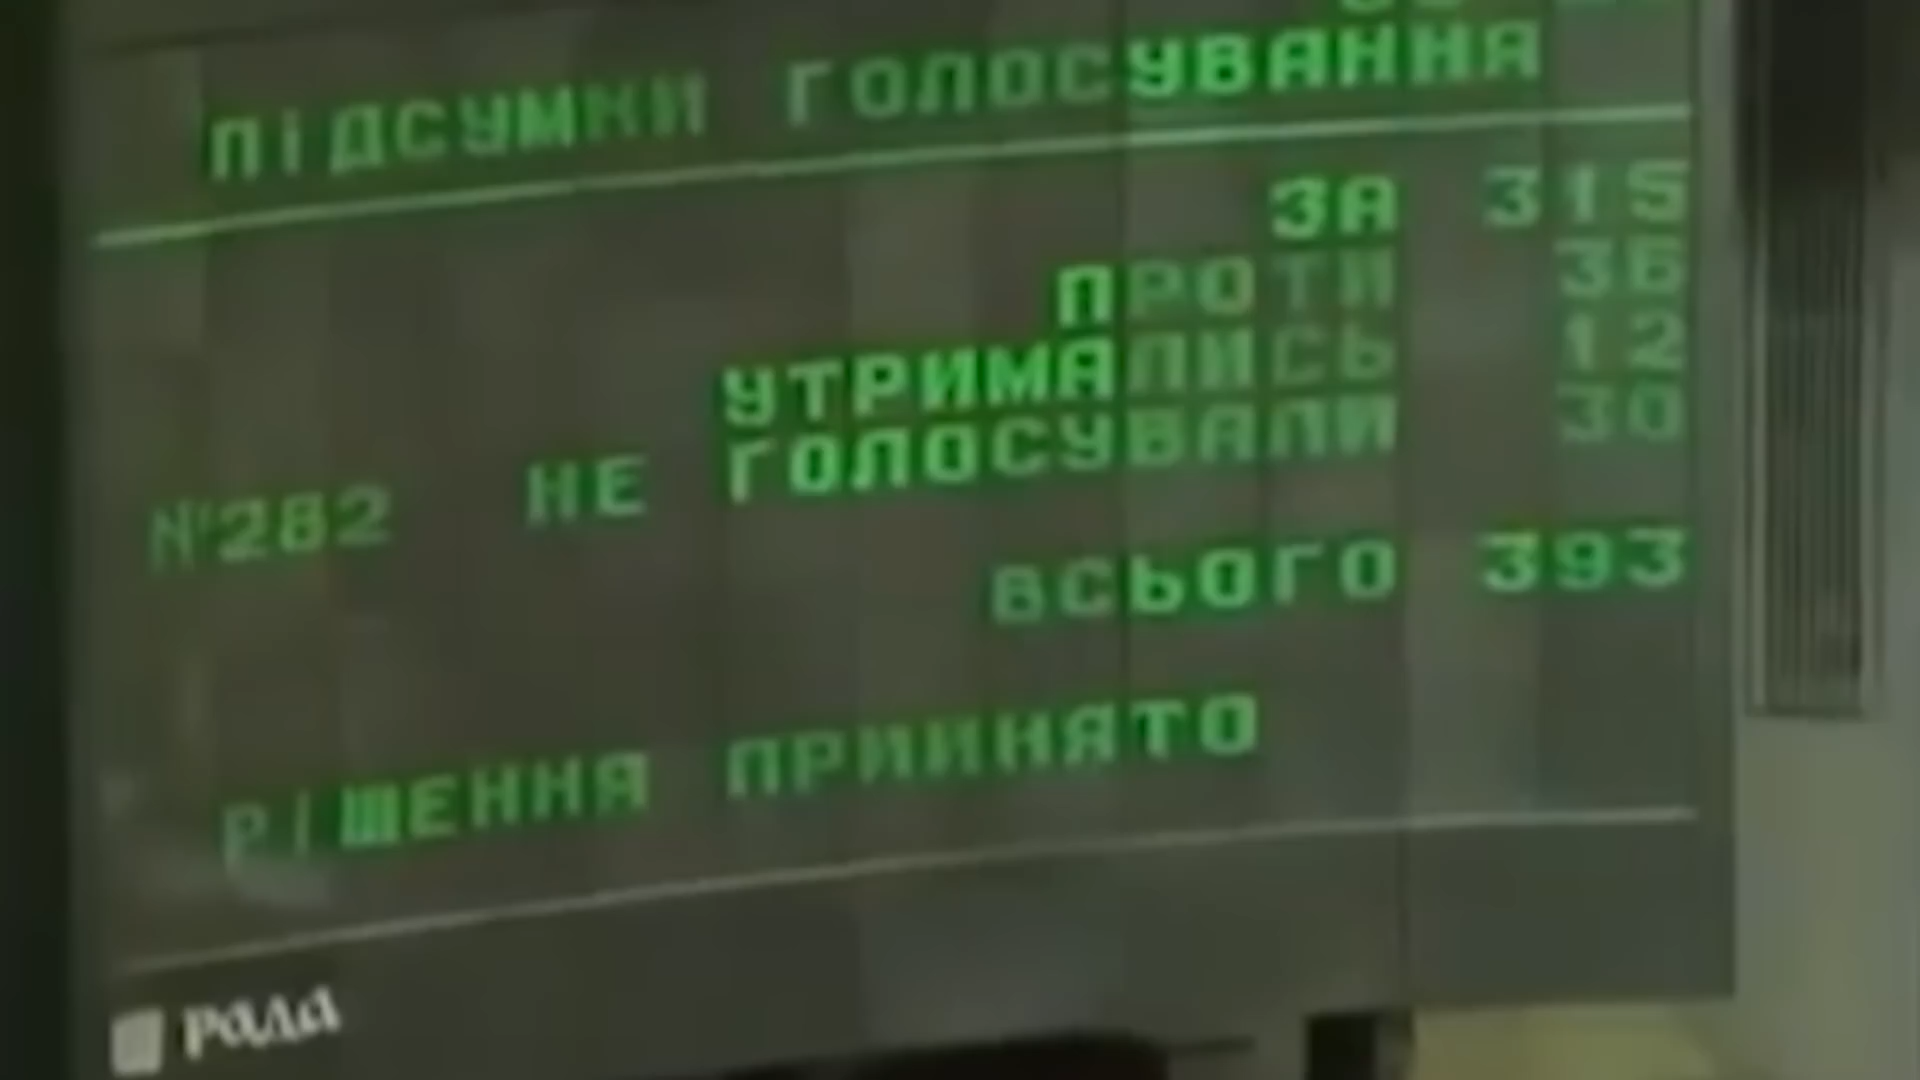 ПІДСУМКИ ГОЛОСУВАННЯ
ЗА 315
ПРОТИ 36
УТРИМАЛИСЬ 12
№282 НЕ ГОЛОСУВАЛИ 30
ВСЬОГО 393
РІШЕННЯ ПРИЙНЯТО
РАДА